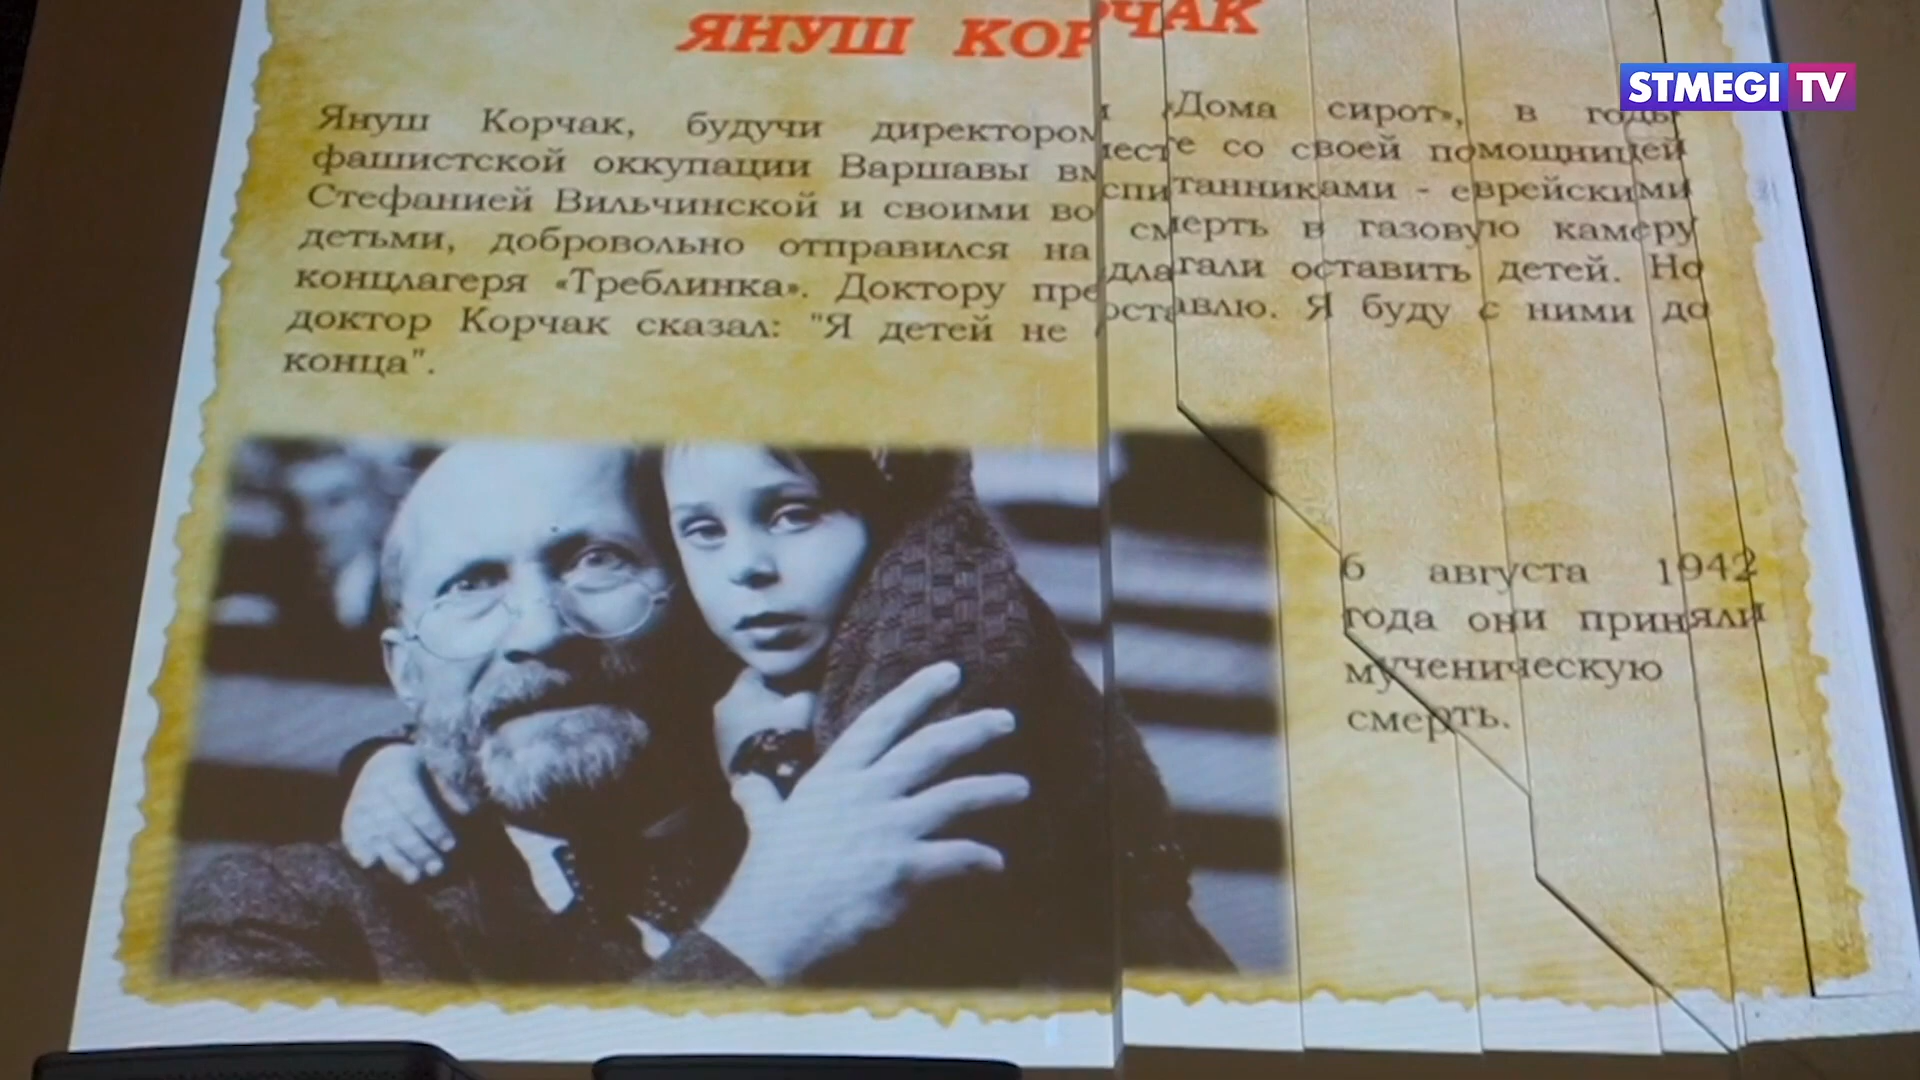 ЯНУШ КОРЧАК
STMEGI TV
Януш Корчак, будучи директором «Дома сирот», в годы
фашистской оккупации Варшавы вместе со своей помощницей
Стефанией Вильчинской и своими воспитанниками - еврейскими
детьми, добровольно отправился на смерть в газовую камеру
концлагеря «Треблинка». Доктору предлагали оставить детей. Но
доктор Корчак сказал: "Я детей не оставлю. Я буду с ними до
конца".
6 августа 1942
года они приняли
мученическую
смерть.